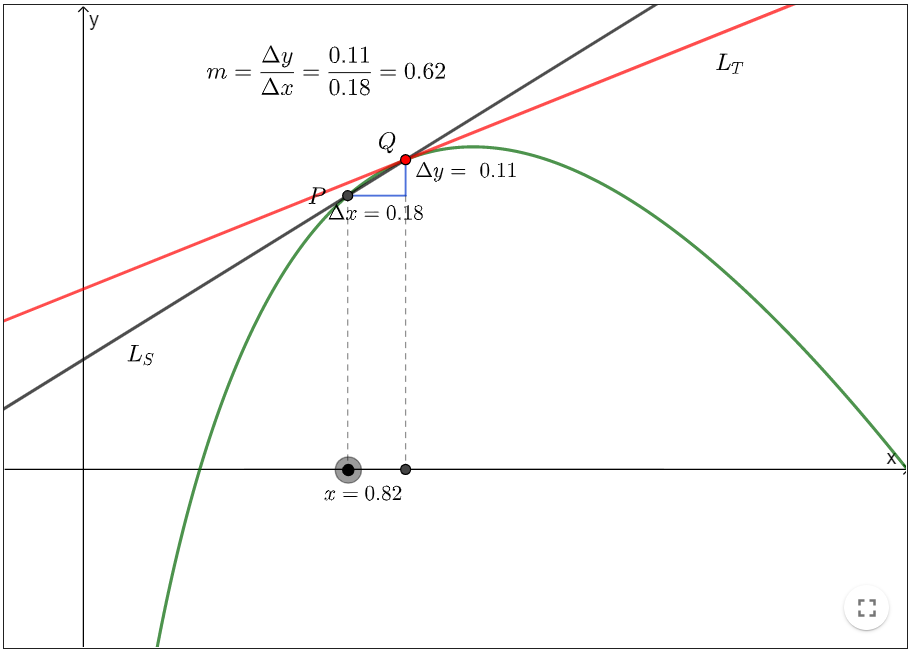 y
m = Δy/Δx = 0.11/0.18 = 0.62
L_T
Q
Δy = 0.11
P
Δx = 0.18
L_S
x
x = 0.82